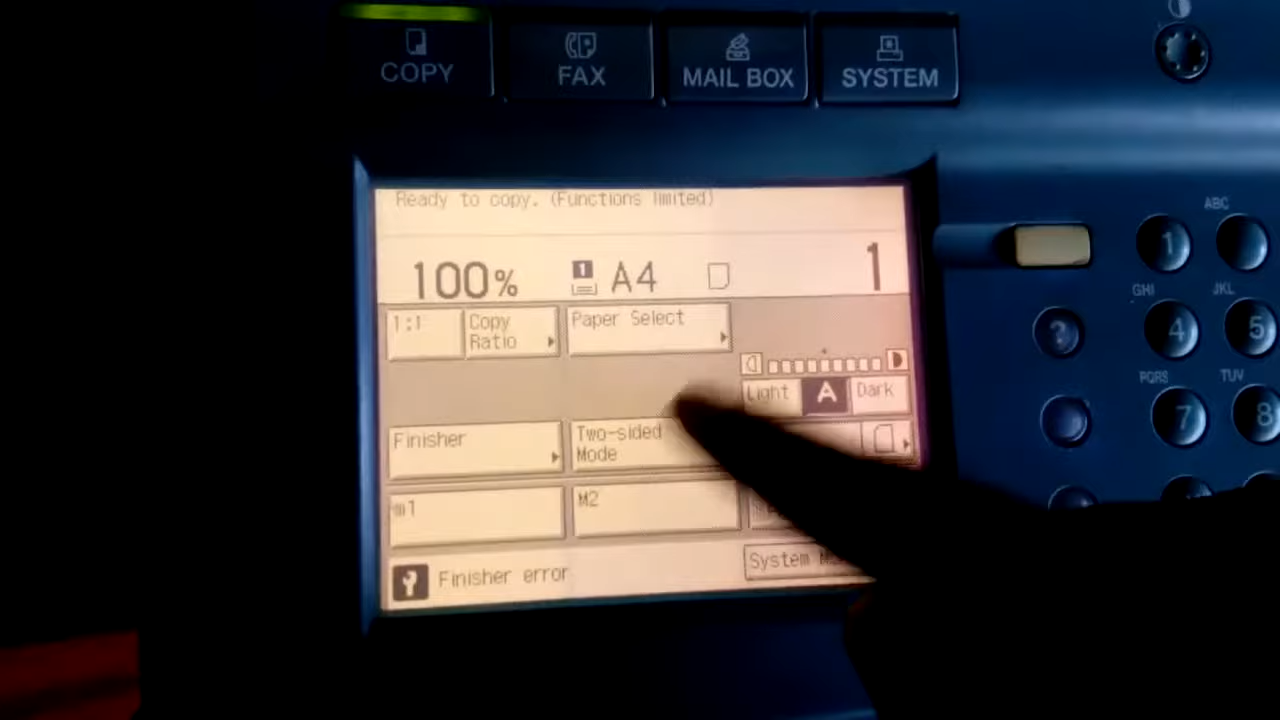 COPY
FAX
MAIL BOX
SYSTEM
Ready to copy. (Functions limited)
100%
1
A4
1
1:1
Copy
Ratio
Paper Select
Light
A
Dark
Finisher
Two-sided
Mode
m1
M2
Finisher error
System
ABC
1
GHI
JKL
4
5
?
PQRS
TUV
7
8